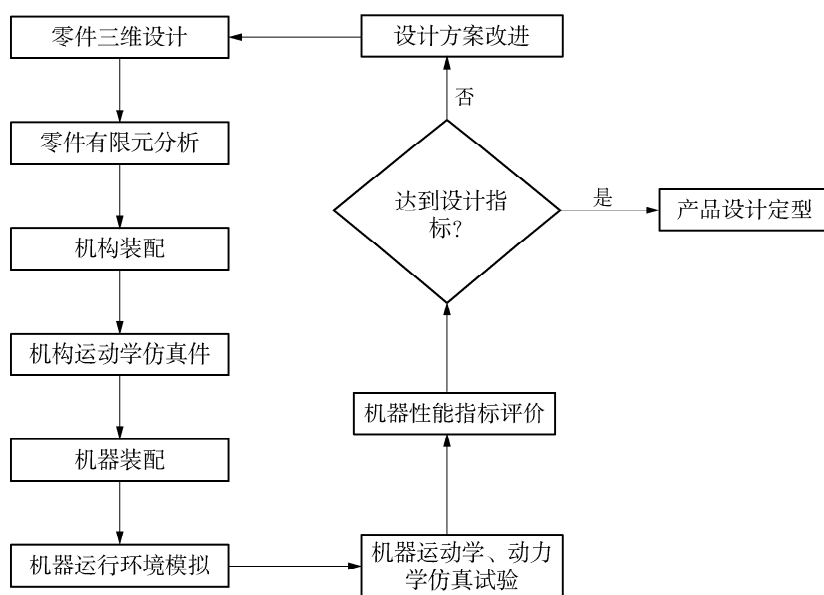 零件三维设计
零件有限元分析
机构装配
机构运动学仿真件
机器装配
机器运行环境模拟
机器运动学、动力
学仿真试验
机器性能指标评价
达到设计指
标?
否
设计方案改进
是
产品设计定型